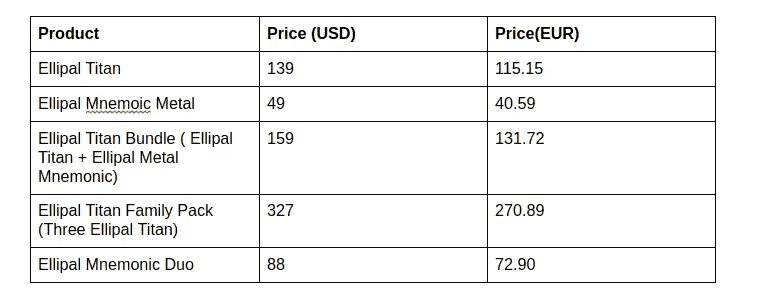 Product Price (USD) Price(EUR)
Ellipal Titan 139 115.15
Ellipal Mnemoic Metal 49 40.59
Ellipal Titan Bundle ( Ellipal 159 131.72
Titan + Ellipal Metal
Mnemonic)
Ellipal Titan Family Pack 327 270.89
(Three Ellipal Titan)
Ellipal Mnemonic Duo 88 72.90